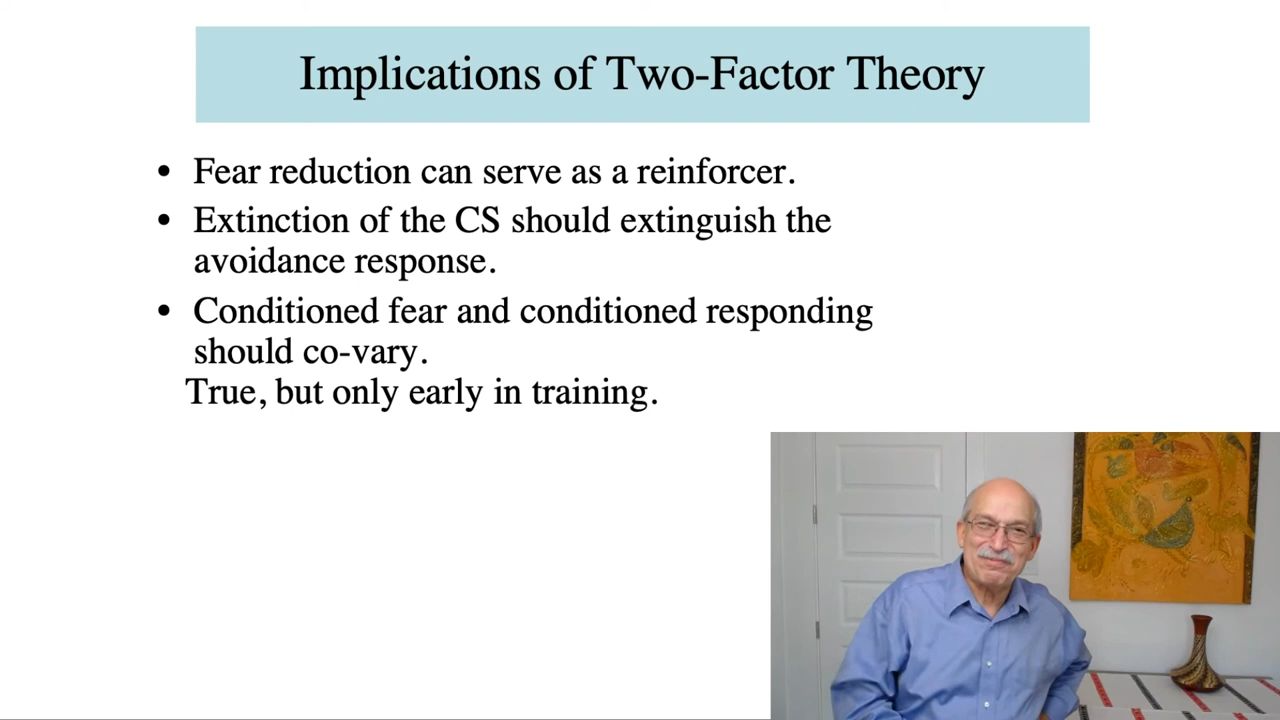 Implications of Two-Factor Theory
• Fear reduction can serve as a reinforcer.
• Extinction of the CS should extinguish the
avoidance response.
• Conditioned fear and conditioned responding
should co-vary.
True, but only early in training.